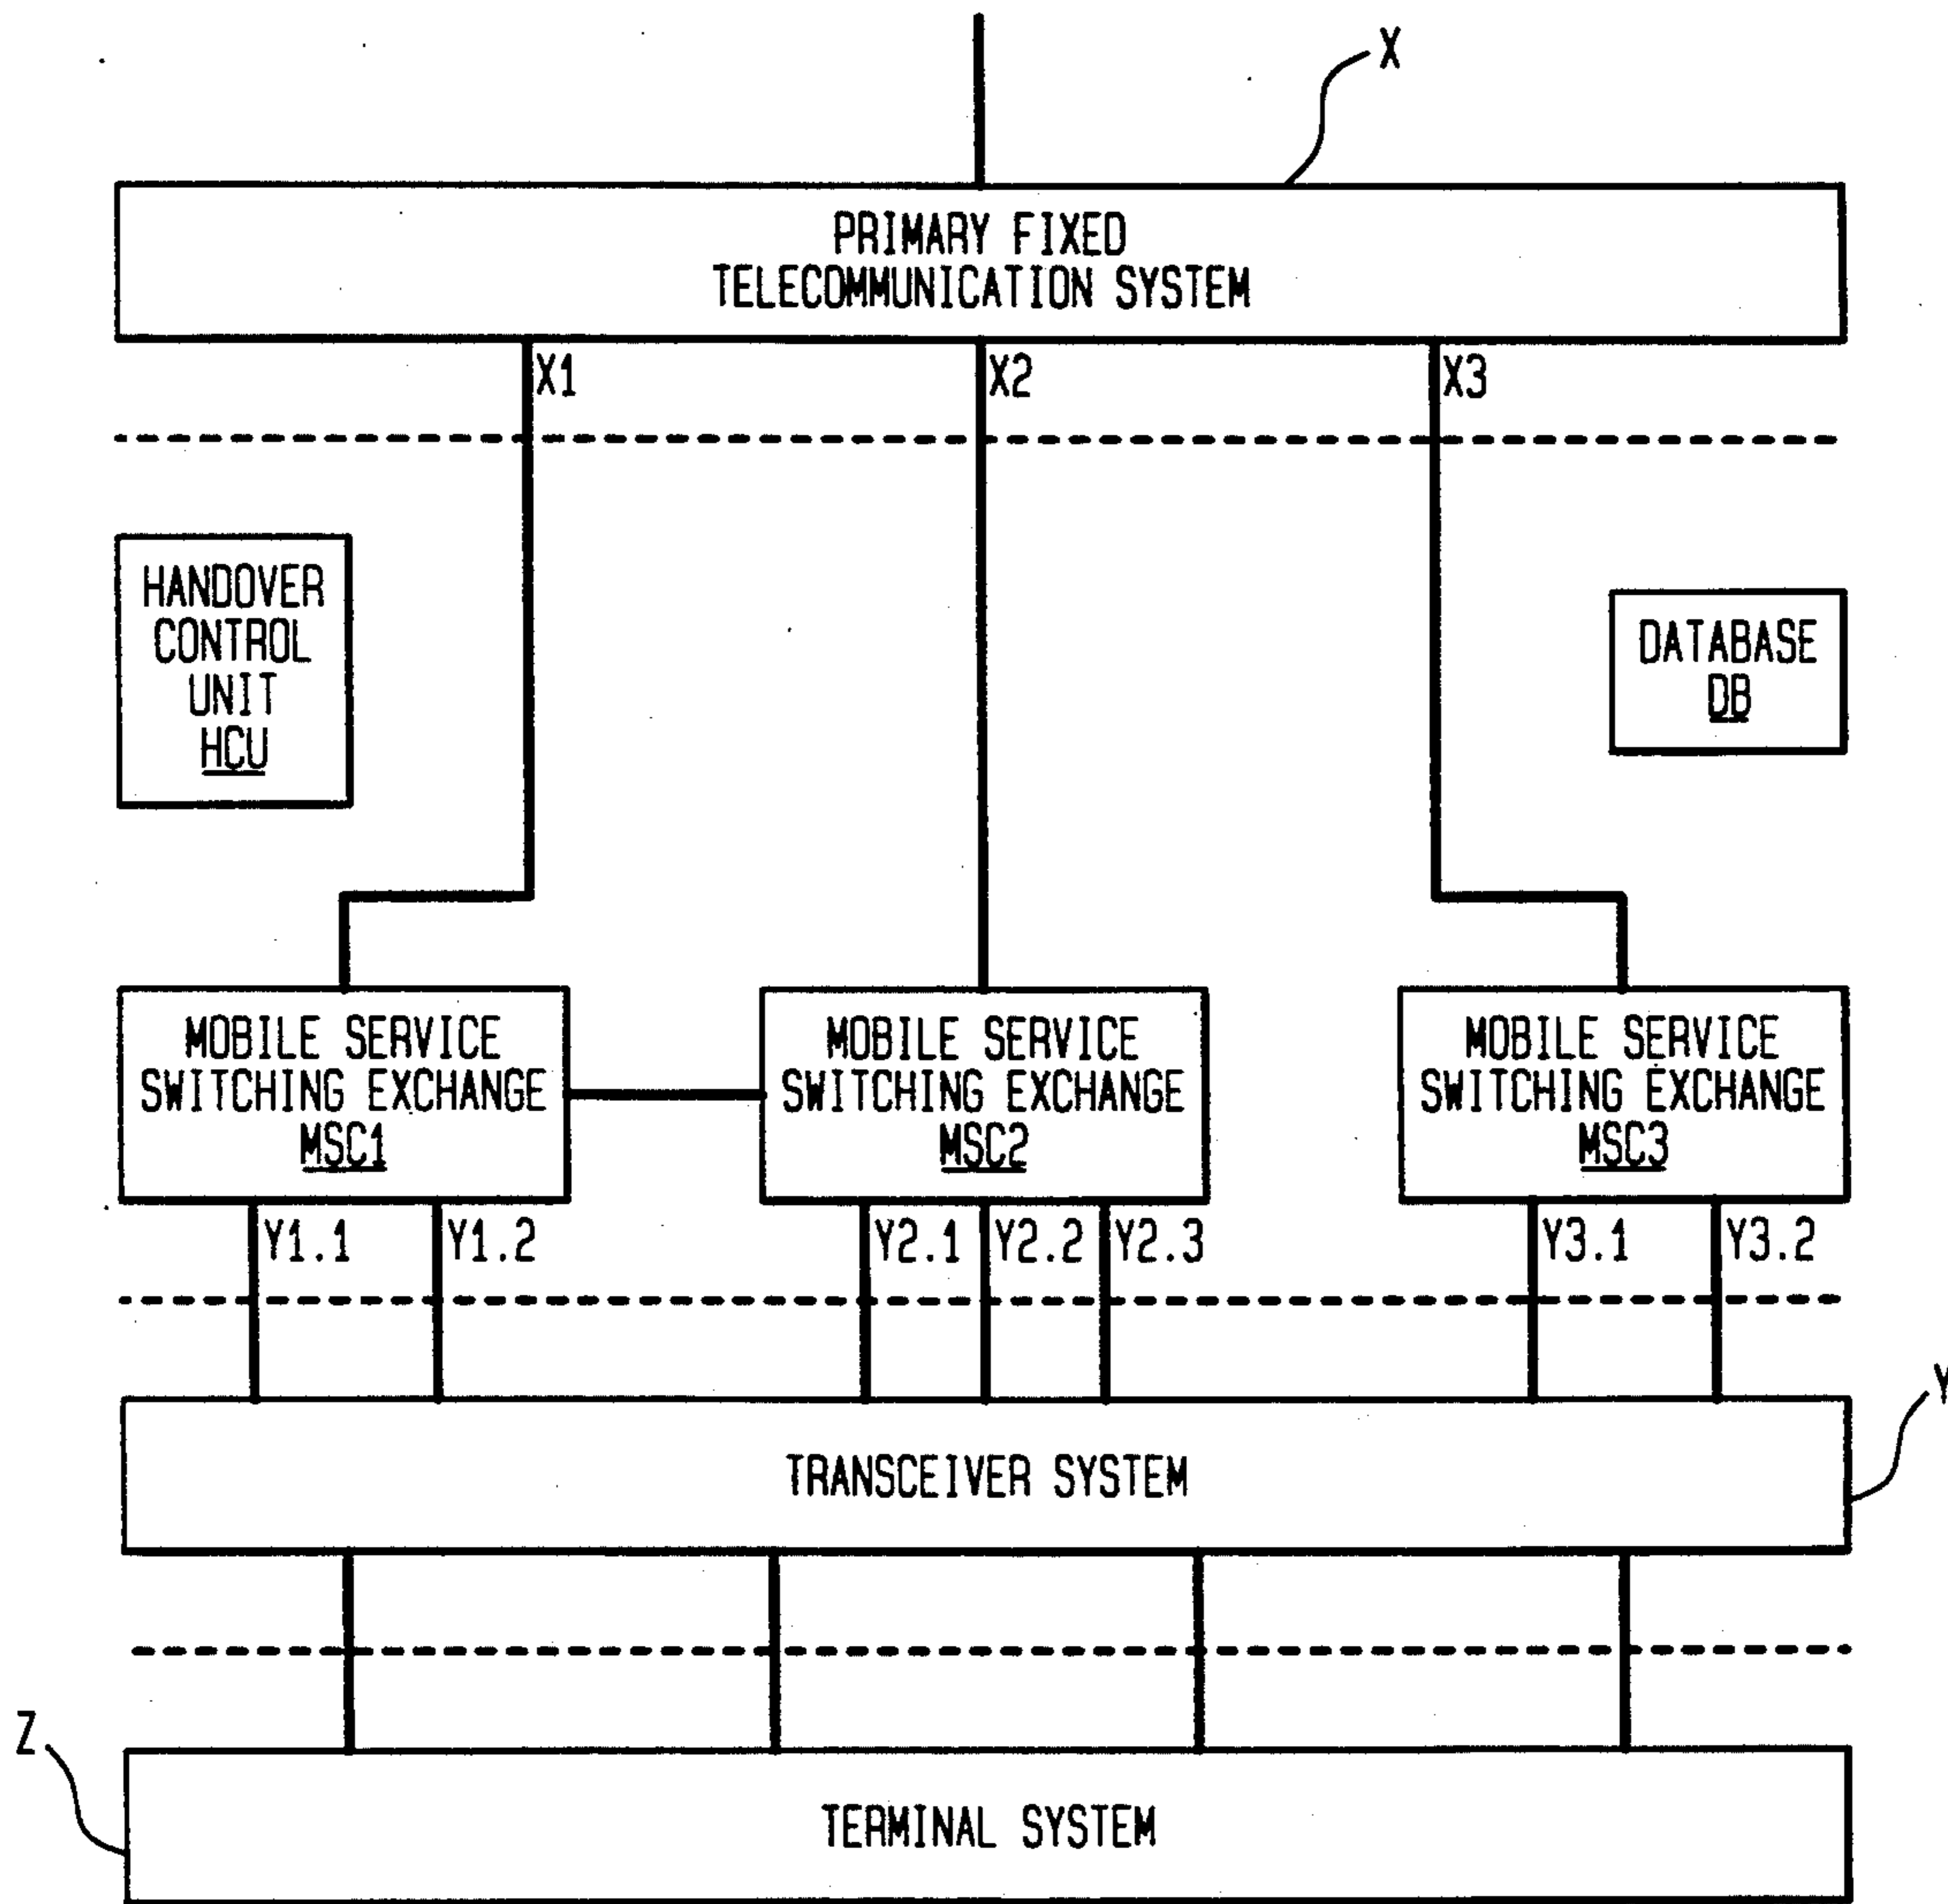 X
PRIMARY FIXED
TELECOMMUNICATION SYSTEM
X1
X2
X3
HANDOVER
CONTROL
UNIT
HCU
DATABASE
DB
MOBILE SERVICE
SWITCHING EXCHANGE
MSC1
MOBILE SERVICE
SWITCHING EXCHANGE
MSC2
MOBILE SERVICE
SWITCHING EXCHANGE
MSC3
Y1.1
Y1.2
Y2.1
Y2.2
Y2.3
Y3.1
Y3.2
Y
TRANSCEIVER SYSTEM
Z
TERMINAL SYSTEM